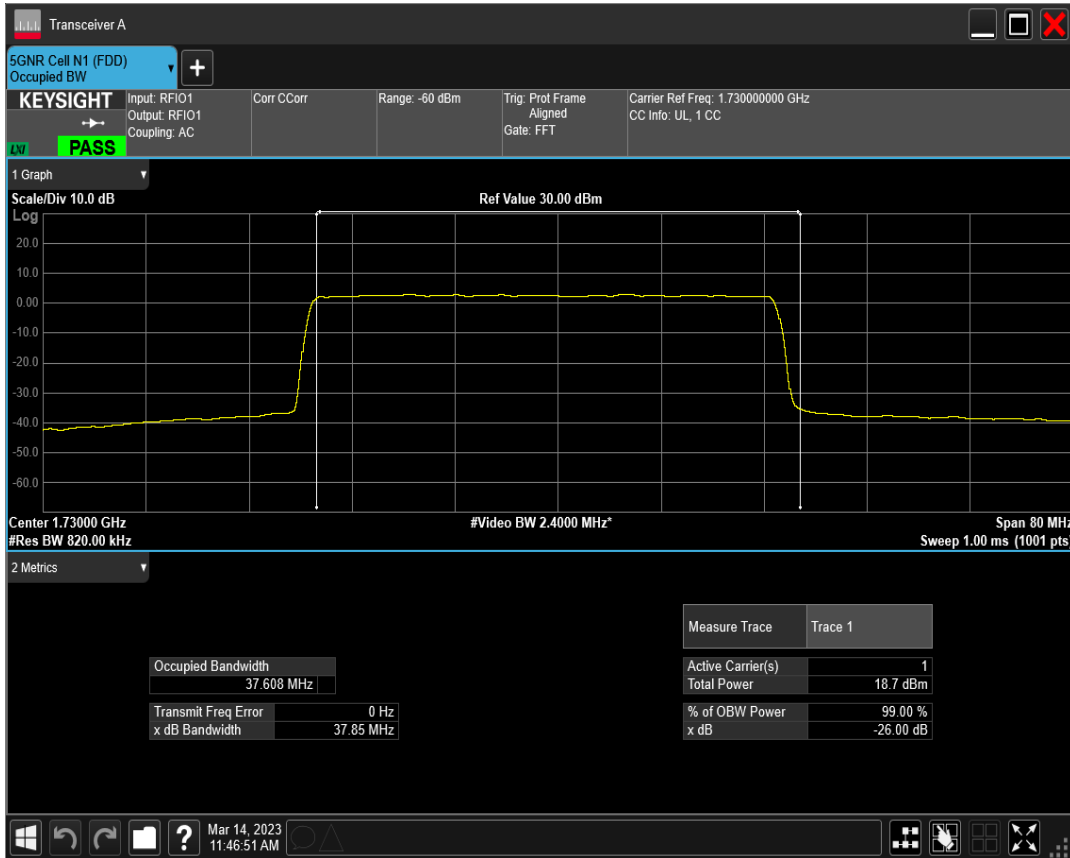 Transceiver A
5GNR Cell N1 (FDD)
Occupied BW
+
KEYSIGHT
LXI
PASS
Input: RFIO1
Output: RFIO1
Coupling: AC
Corr CCorr
Range: -60 dBm
Trig: Prot Frame
Aligned
Gate: FFT
Carrier Ref Freq: 1.730000000 GHz
CC Info: UL, 1 CC
1 Graph
Scale/Div 10.0 dB
Ref Value 30.00 dBm
Log
20.0
10.0
0.00
-10.0
-20.0
-30.0
-40.0
-50.0
-60.0
Center 1.73000 GHz
#Video BW 2.4000 MHz*
Span 80 MHz
#Res BW 820.00 kHz
Sweep 1.00 ms (1001 pts)
2 Metrics
Measure Trace Trace 1
Occupied Bandwidth
37.608 MHz
Transmit Freq Error 0 Hz
x dB Bandwidth 37.85 MHz
Active Carrier(s) 1
Total Power 18.7 dBm
% of OBW Power 99.00 %
x dB -26.00 dB
?
Mar 14, 2023
11:46:51 AM